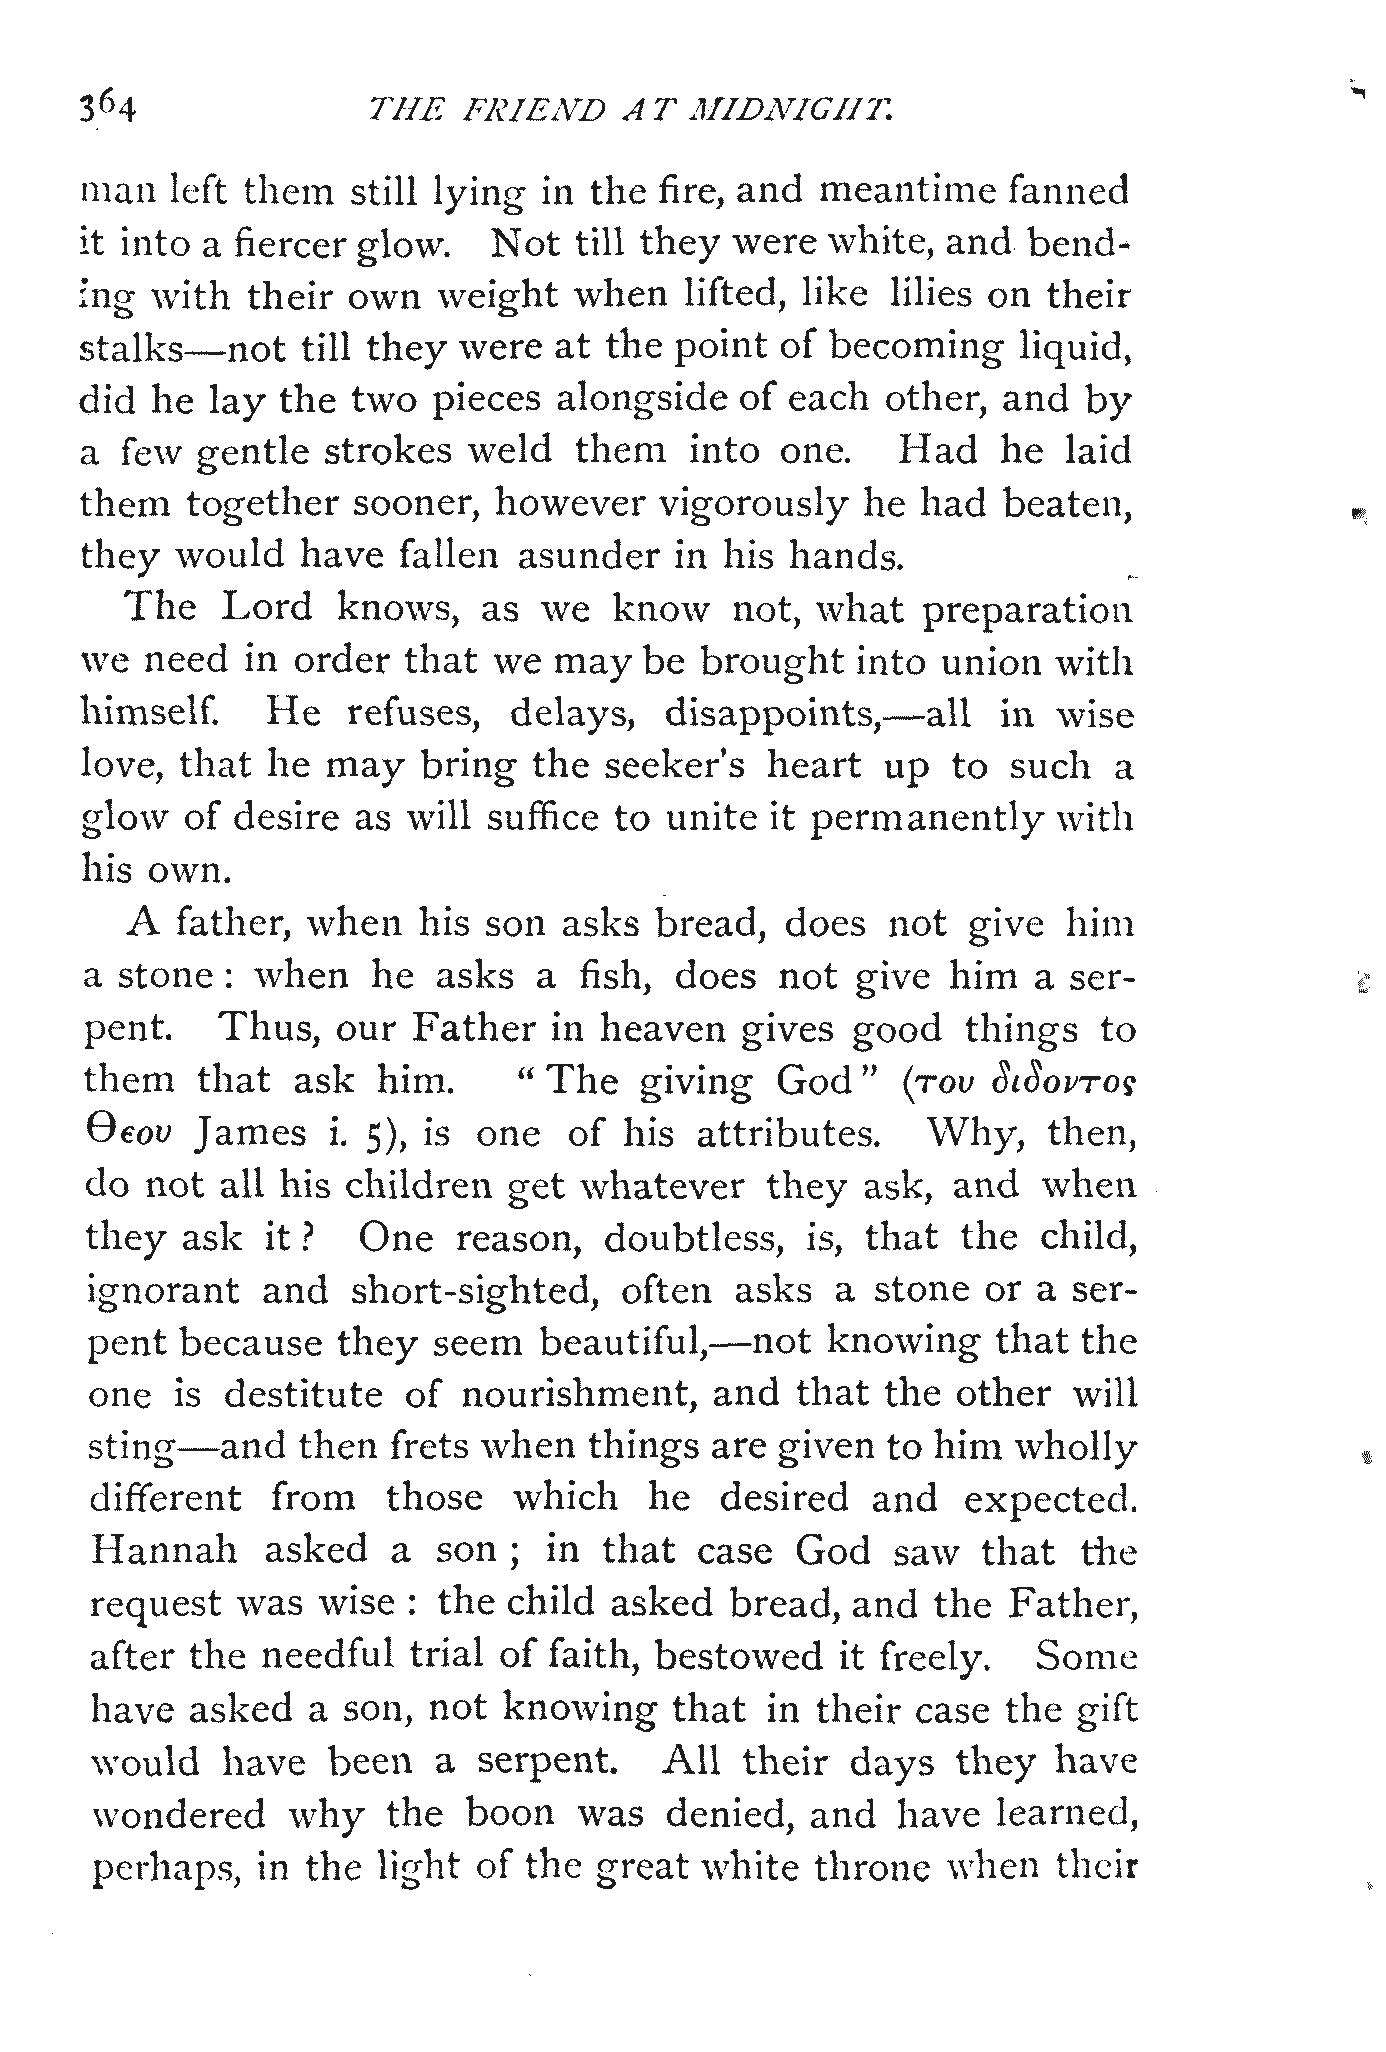 364 THE FRIEND AT MIDNIGHT.
man left them still lying in the fire, and meantime fanned
it into a fiercer glow. Not till they were white, and bend-
ing with their own weight when lifted, like lilies on their
stalks—not till they were at the point of becoming liquid,
did he lay the two pieces alongside of each other, and by
a few gentle strokes weld them into one. Had he laid
them together sooner, however vigorously he had beaten,
they would have fallen asunder in his hands.
The Lord knows, as we know not, what preparation
we need in order that we may be brought into union with
himself. He refuses, delays, disappoints,—all in wise
love, that he may bring the seeker's heart up to such a
glow of desire as will suffice to unite it permanently with
his own.
A father, when his son asks bread, does not give him
a stone : when he asks a fish, does not give him a ser-
pent. Thus, our Father in heaven gives good things to
them that ask him. “ The giving God ” (του διδοντος
Θεου James i. 5), is one of his attributes. Why, then,
do not all his children get whatever they ask, and when
they ask it ? One reason, doubtless, is, that the child,
ignorant and short-sighted, often asks a stone or a ser-
pent because they seem beautiful,—not knowing that the
one is destitute of nourishment, and that the other will
sting—and then frets when things are given to him wholly
different from those which he desired and expected.
Hannah asked a son ; in that case God saw that the
request was wise : the child asked bread, and the Father,
after the needful trial of faith, bestowed it freely. Some
have asked a son, not knowing that in their case the gift
would have been a serpent. All their days they have
wondered why the boon was denied, and have learned,
perhaps, in the light of the great white throne when their